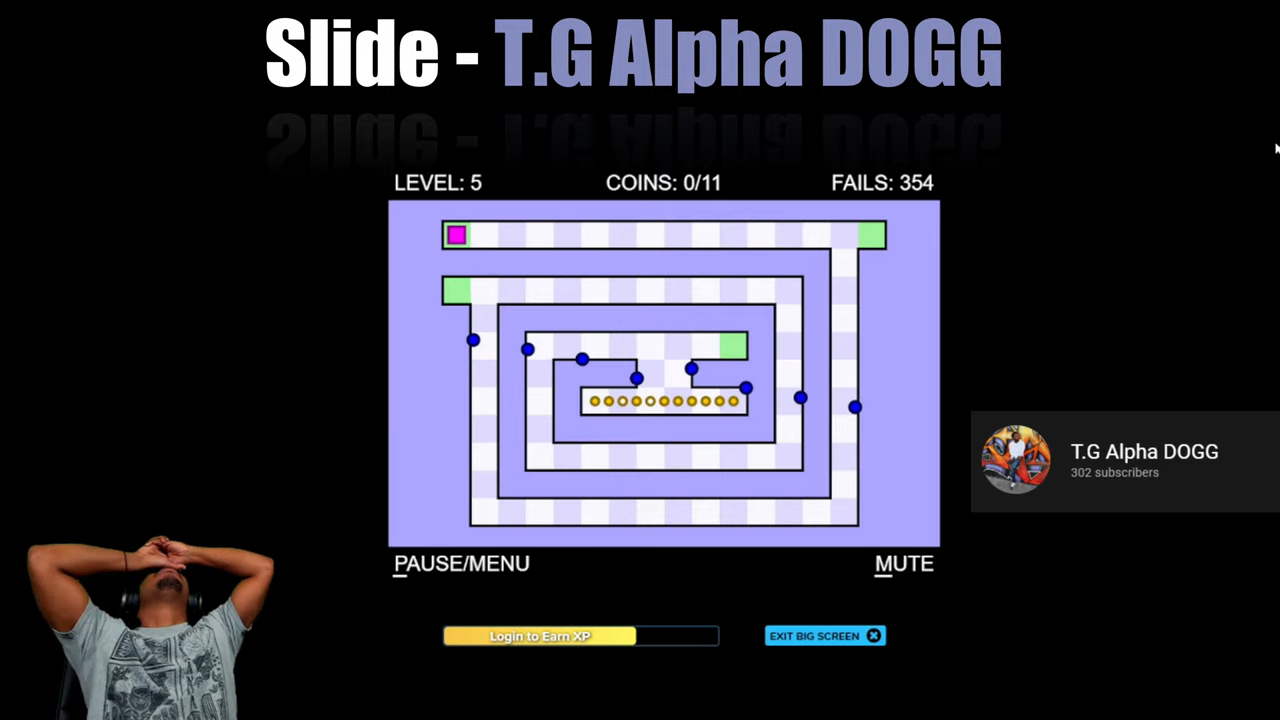 Slide - T.G Alpha DOGG
LEVEL: 5 COINS: 0/11 FAILS: 354
T.G Alpha DOGG
302 subscribers
PAUSE/MENU MUTE
Login to Earn XP EXIT BIG SCREEN